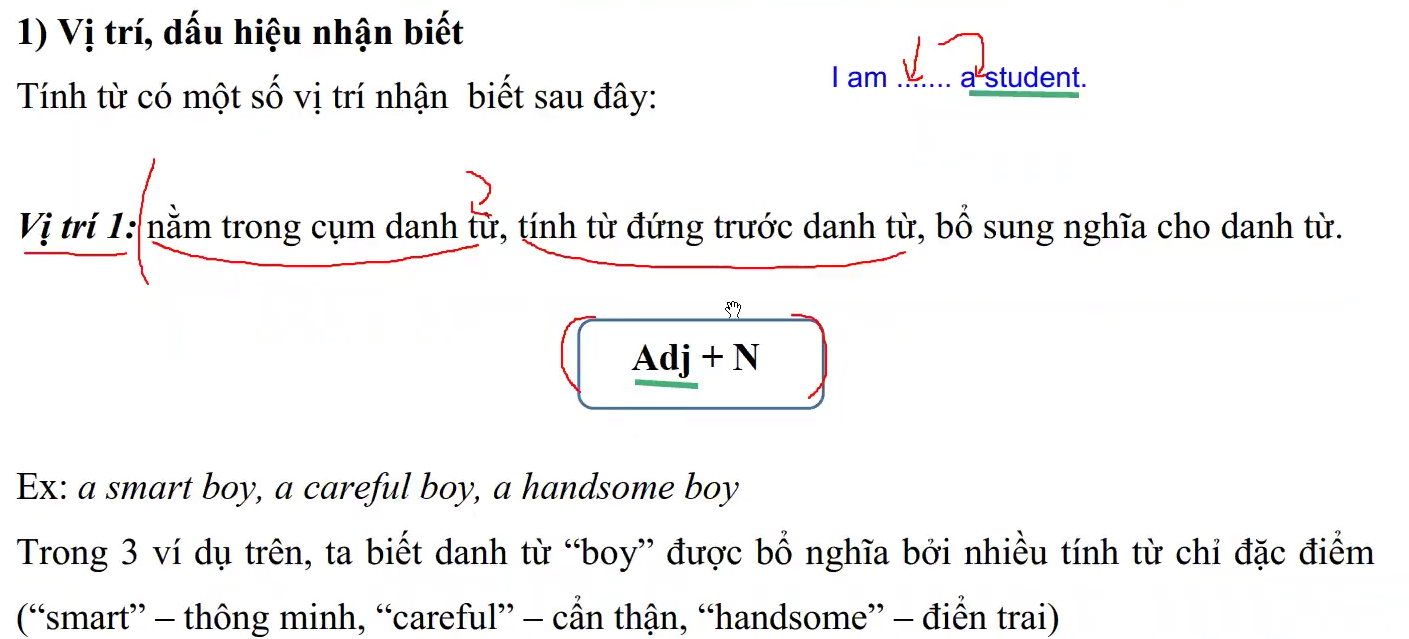 1) Vị trí, dấu hiệu nhận biết
I am ....... a student.
Tính từ có một số vị trí nhận biết sau đây:
Vị trí 1: nằm trong cụm danh từ, tính từ đứng trước danh từ, bổ sung nghĩa cho danh từ.
Adj + N
Ex: a smart boy, a careful boy, a handsome boy
Trong 3 ví dụ trên, ta biết danh từ “boy” được bổ nghĩa bởi nhiều tính từ chỉ đặc điểm
(“smart” – thông minh, “careful” – cẩn thận, “handsome” – điển trai)